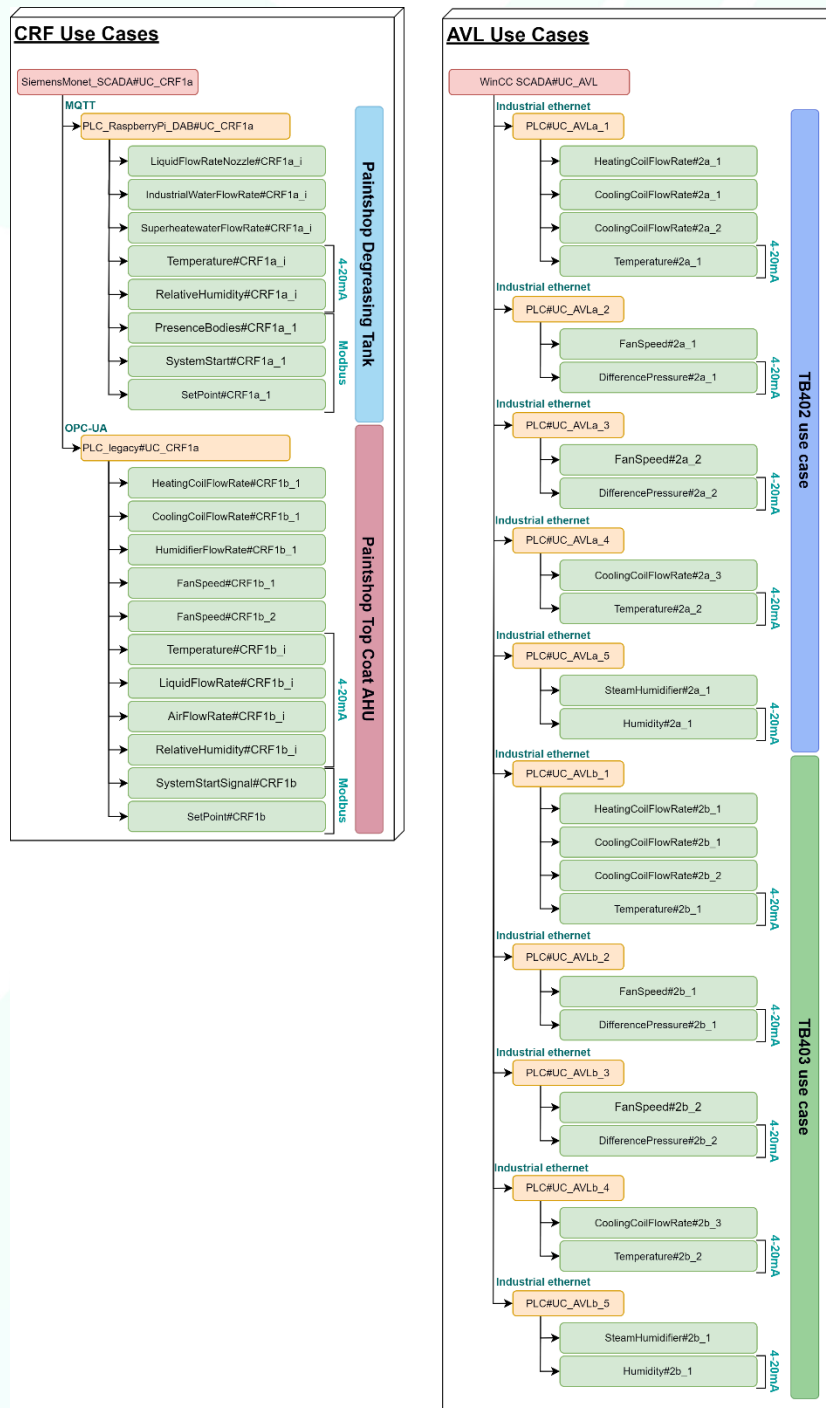 CRF Use Cases
SiemensMonet_SCADA#UC_CRF1a
MQTT
PLC_RaspberryPi_DAB#UC_CRF1a
LiquidFlowRateNozzle#CRF1a_i
IndustrialWaterFlowRate#CRF1a_i
SuperheatewaterFlowRate#CRF1a_i
Temperature#CRF1a_i
RelativeHumidity#CRF1a_i
4-20mA
PresenceBodies#CRF1a_1
SystemStart#CRF1a_1
SetPoint#CRF1a_1
Modbus
Paintshop Degreasing Tank
OPC-UA
PLC_legacy#UC_CRF1a
HeatingCoilFlowRate#CRF1b_1
CoolingCoilFlowRate#CRF1b_1
HumidifierFlowRate#CRF1b_1
FanSpeed#CRF1b_1
FanSpeed#CRF1b_2
Temperature#CRF1b_i
LiquidFlowRate#CRF1b_i
AirFlowRate#CRF1b_i
RelativeHumidity#CRF1b_i
4-20mA
SystemStartSignal#CRF1b
SetPoint#CRF1b
Modbus
Paintshop Top Coat AHU
AVL Use Cases
WinCC SCADA#UC_AVL
Industrial ethernet
PLC#UC_AVLa_1
HeatingCoilFlowRate#2a_1
CoolingCoilFlowRate#2a_1
CoolingCoilFlowRate#2a_2
Temperature#2a_1
4-20mA
Industrial ethernet
PLC#UC_AVLa_2
FanSpeed#2a_1
DifferencePressure#2a_1
4-20mA
Industrial ethernet
PLC#UC_AVLa_3
FanSpeed#2a_2
DifferencePressure#2a_2
4-20mA
Industrial ethernet
PLC#UC_AVLa_4
CoolingCoilFlowRate#2a_3
Temperature#2a_2
4-20mA
Industrial ethernet
PLC#UC_AVLa_5
SteamHumidifier#2a_1
Humidity#2a_1
4-20mA
TB402 use case
Industrial ethernet
PLC#UC_AVLb_1
HeatingCoilFlowRate#2b_1
CoolingCoilFlowRate#2b_1
CoolingCoilFlowRate#2b_2
Temperature#2b_1
4-20mA
Industrial ethernet
PLC#UC_AVLb_2
FanSpeed#2b_1
DifferencePressure#2b_1
4-20mA
Industrial ethernet
PLC#UC_AVLb_3
FanSpeed#2b_2
DifferencePressure#2b_2
4-20mA
Industrial ethernet
PLC#UC_AVLb_4
CoolingCoilFlowRate#2b_3
Temperature#2b_2
4-20mA
Industrial ethernet
PLC#UC_AVLb_5
SteamHumidifier#2b_1
Humidity#2b_1
4-20mA
TB403 use case